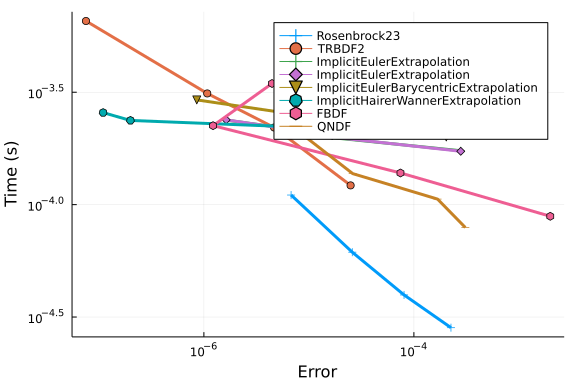 Rosenbrock23
TRBDF2
ImplicitEulerExtrapolation
ImplicitEulerExtrapolation
ImplicitEulerBarycentricExtrapolation
ImplicitHairerWannerExtrapolation
FBDF
QNDF
Time (s)
10^−3.5
10^−4.0
10^−4.5
10^−6 10^−4
Error